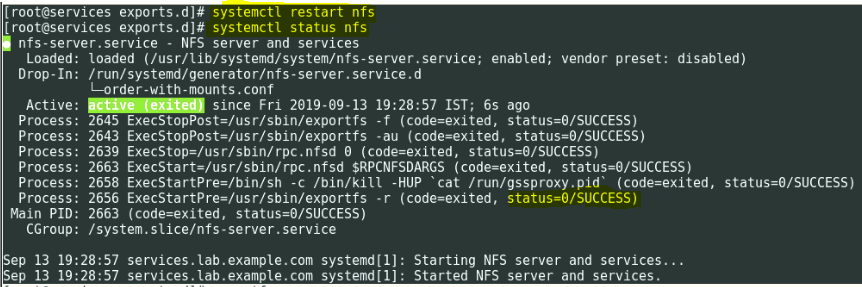 [root@services exports.d]# systemctl restart nfs
[root@services exports.d]# systemctl status nfs
● nfs-server.service - NFS server and services
   Loaded: loaded (/usr/lib/systemd/system/nfs-server.service; enabled; vendor preset: disabled)
  Drop-In: /run/systemd/generator/nfs-server.service.d
           └─order-with-mounts.conf
   Active: active (exited) since Fri 2019-09-13 19:28:57 IST; 6s ago
  Process: 2645 ExecStopPost=/usr/sbin/exportfs -f (code=exited, status=0/SUCCESS)
  Process: 2643 ExecStopPost=/usr/sbin/exportfs -au (code=exited, status=0/SUCCESS)
  Process: 2639 ExecStop=/usr/sbin/rpc.nfsd 0 (code=exited, status=0/SUCCESS)
  Process: 2663 ExecStart=/usr/sbin/rpc.nfsd $RPCNFSDARGS (code=exited, status=0/SUCCESS)
  Process: 2658 ExecStartPre=/bin/sh -c /bin/kill -HUP `cat /run/gssproxy.pid` (code=exited, status=0/SUCCESS)
  Process: 2656 ExecStartPre=/usr/sbin/exportfs -r (code=exited, status=0/SUCCESS)
 Main PID: 2663 (code=exited, status=0/SUCCESS)
   CGroup: /system.slice/nfs-server.service

Sep 13 19:28:57 services.lab.example.com systemd[1]: Starting NFS server and services...
Sep 13 19:28:57 services.lab.example.com systemd[1]: Started NFS server and services.